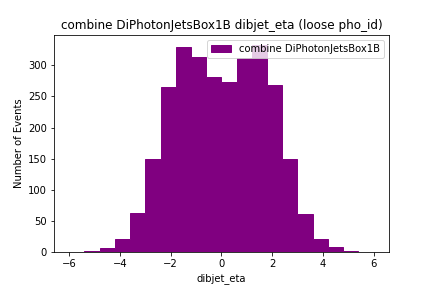 combine DiPhotonJetsBox1B dibjet_eta (loose pho_id)
combine DiPhotonJetsBox1B
Number of Events
300
250
200
150
100
50
0
−6 −4 −2 0 2 4 6
dibjet_eta